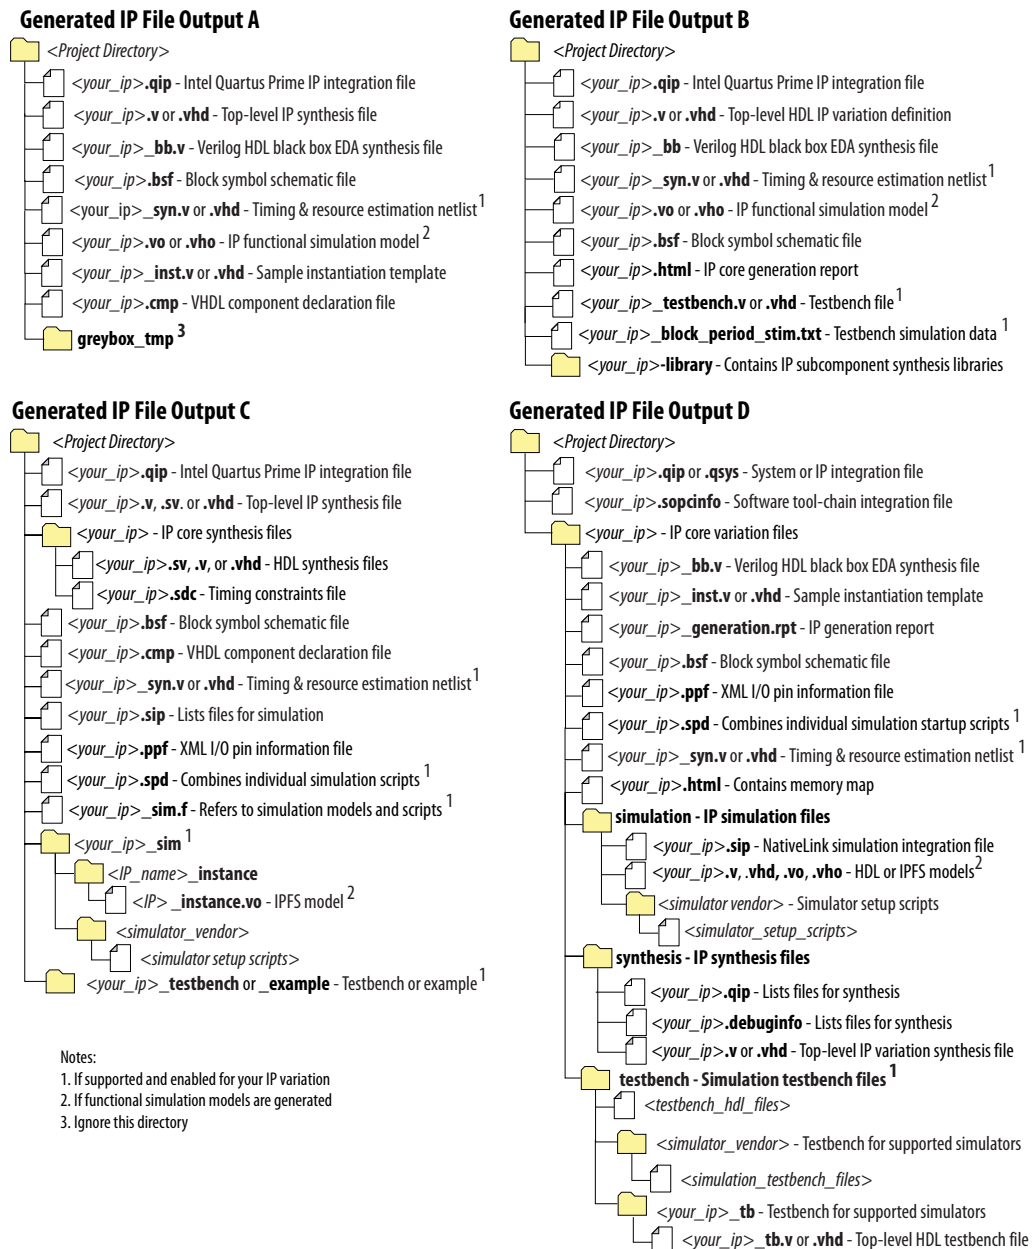 Generated IP File Output A
<Project Directory>
<your_ip>.qip - Intel Quartus Prime IP integration file
<your_ip>.v or .vhd - Top-level IP synthesis file
<your_ip>_bb.v - Verilog HDL black box EDA synthesis file
<your_ip>.bsf - Block symbol schematic file
<your_ip>_syn.v or .vhd - Timing & resource estimation netlist 1
<your_ip>.vo or .vho - IP functional simulation model 2
<your_ip>_inst.v or .vhd - Sample instantiation template
<your_ip>.cmp - VHDL component declaration file
greybox_tmp 3
Generated IP File Output B
<Project Directory>
<your_ip>.qip - Intel Quartus Prime IP integration file
<your_ip>.v or .vhd - Top-level HDL IP variation definition
<your_ip>_bb - Verilog HDL black box EDA synthesis file
<your_ip>_syn.v or .vhd - Timing & resource estimation netlist 1
<your_ip>.vo or .vho - IP functional simulation model 2
<your_ip>.bsf - Block symbol schematic file
<your_ip>.html - IP core generation report
<your_ip>_testbench.v or .vhd - Testbench file 1
<your_ip>_block_period_stim.txt - Testbench simulation data 1
<your_ip>-library - Contains IP subcomponent synthesis libraries
Generated IP File Output C
<Project Directory>
<your_ip>.qip - Intel Quartus Prime IP integration file
<your_ip>.v, .sv. or .vhd - Top-level IP synthesis file
<your_ip> - IP core synthesis files
<your_ip>.sv, .v, or .vhd - HDL synthesis files
<your_ip>.sdc - Timing constraints file
<your_ip>.bsf - Block symbol schematic file
<your_ip>.cmp - VHDL component declaration file
<your_ip>_syn.v or .vhd - Timing & resource estimation netlist 1
<your_ip>.sip - Lists files for simulation
<your_ip>.ppf - XML I/O pin information file
<your_ip>.spd - Combines individual simulation scripts 1
<your_ip>_sim.f - Refers to simulation models and scripts 1
<your_ip>_sim 1
<IP_name>_instance
<IP>_instance.vo - IPFS model 2
<simulator_vendor>
<simulator setup scripts>
<your_ip>_testbench or _example - Testbench or example 1
Notes:
1. If supported and enabled for your IP variation
2. If functional simulation models are generated
3. Ignore this directory
Generated IP File Output D
<Project Directory>
<your_ip>.qip or .qsys - System or IP integration file
<your_ip>.sopcinfo - Software tool-chain integration file
<your_ip> - IP core variation files
<your_ip>_bb.v - Verilog HDL black box EDA synthesis file
<your_ip>_inst.v or .vhd - Sample instantiation template
<your_ip>_generation.rpt - IP generation report
<your_ip>.bsf - Block symbol schematic file
<your_ip>.ppf - XML I/O pin information file
<your_ip>.spd - Combines individual simulation startup scripts 1
<your_ip>_syn.v or .vhd - Timing & resource estimation netlist 1
<your_ip>.html - Contains memory map
simulation - IP simulation files
<your_ip>.sip - NativeLink simulation integration file
<your_ip>.v, .vhd, .vo, .vho - HDL or IPFS models 2
<simulator vendor> - Simulator setup scripts
<simulator_setup_scripts>
synthesis - IP synthesis files
<your_ip>.qip - Lists files for synthesis
<your_ip>.debuginfo - Lists files for synthesis
<your_ip>.v or .vhd - Top-level IP variation synthesis file
testbench - Simulation testbench files 1
<testbench_hdl_files>
<simulator_vendor> - Testbench for supported simulators
<simulation_testbench_files>
<your_ip>_tb - Testbench for supported simulators
<your_ip>_tb.v or .vhd - Top-level HDL testbench file